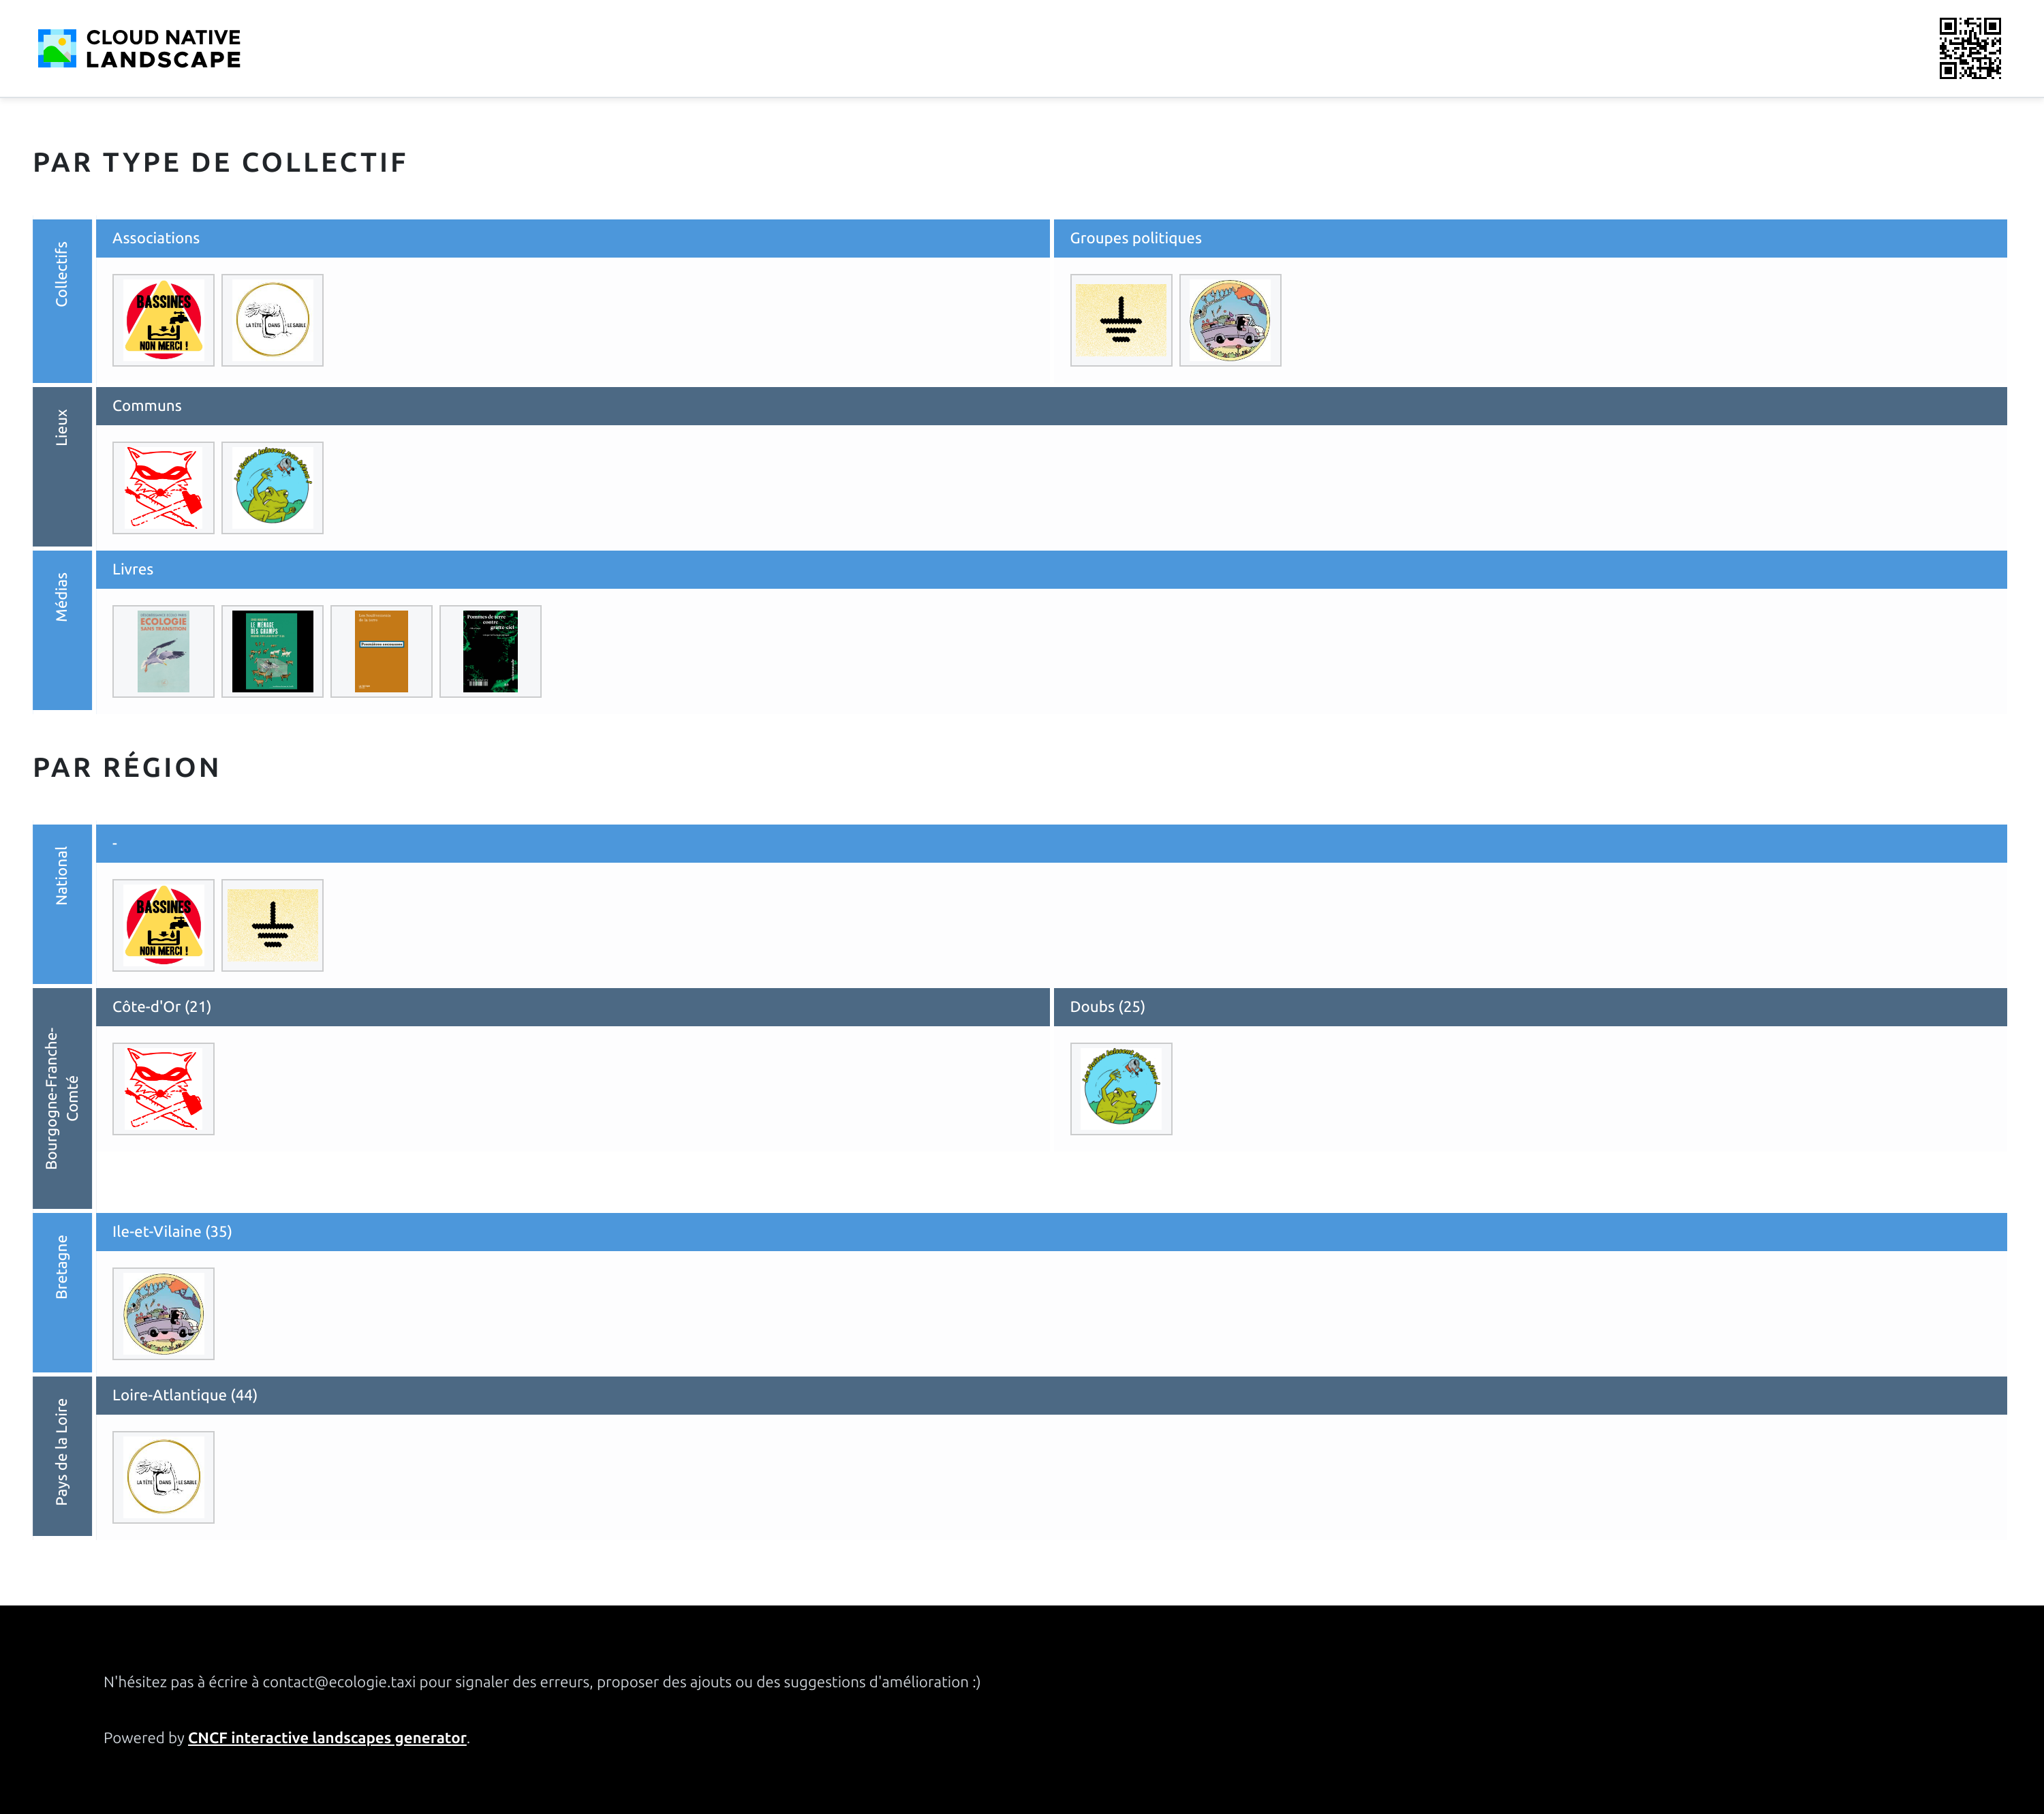 CLOUD NATIVE
LANDSCAPE
PAR TYPE DE COLLECTIF
Collectifs
Associations
Groupes politiques
BASSINES
NON MERCI !
LA TÊTE DANS LE SABLE
Lieux
Communs
Médias
Livres
ECOLOGIE
SANS TRANSITION
LE MÉNAGE
DES CHAMPS
Pommes de terre
contre
gratte-ciel
PAR RÉGION
National
-
BASSINES
NON MERCI !
Bourgogne-Franche-
Comté
Côte-d'Or (21)
Doubs (25)
Bretagne
Ile-et-Vilaine (35)
Pays de la Loire
Loire-Atlantique (44)
LA TÊTE DANS LE SABLE
N'hésitez pas à écrire à contact@ecologie.taxi pour signaler des erreurs, proposer des ajouts ou des suggestions d'amélioration :)
Powered by CNCF interactive landscapes generator.